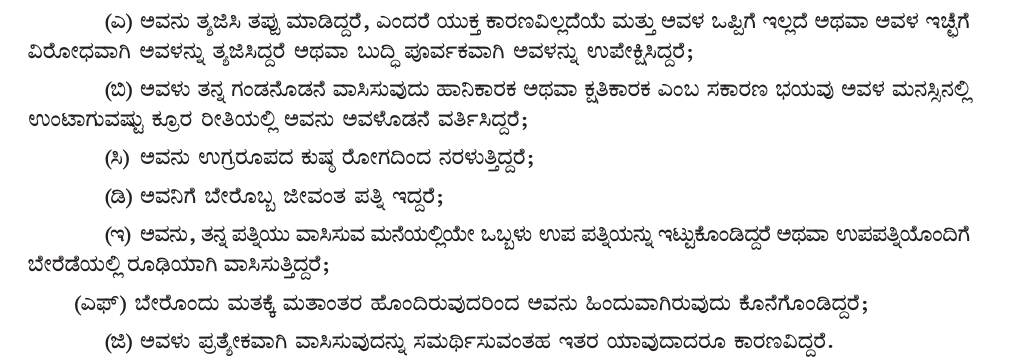 (ಎ) ಅವನು ತ್ಯಜಿಸಿ ತಪ್ಪು ಮಾಡಿದ್ದರೆ, ಎಂದರೆ ಯುಕ್ತ ಕಾರಣವಿಲ್ಲದೆಯೆ ಮತ್ತು ಅವಳ ಒಪ್ಪಿಗೆ ಇಲ್ಲದೆ ಅಥವಾ ಅವಳ ಇಚ್ಛೆಗೆ
ವಿರೋಧವಾಗಿ ಅವಳನ್ನು ತ್ಯಜಿಸಿದ್ದರೆ ಅಥವಾ ಬುದ್ಧಿ ಪೂರ್ವಕವಾಗಿ ಅವಳನ್ನು ಉಪೇಕ್ಷಿಸಿದ್ದರೆ;
(ಬಿ) ಅವಳು ತನ್ನ ಗಂಡನೊಡನೆ ವಾಸಿಸುವುದು ಹಾನಿಕಾರಕ ಅಥವಾ ಕ್ಷತಿಕಾರಕ ಎಂಬ ಸಕಾರಣ ಭಯವು ಅವಳ ಮನಸ್ಸಿನಲ್ಲಿ
ಉಂಟಾಗುವಷ್ಟು ಕ್ರೂರ ರೀತಿಯಲ್ಲಿ ಅವನು ಅವಳೊಡನೆ ವರ್ತಿಸಿದ್ದರೆ;
(ಸಿ) ಅವನು ಉಗ್ರರೂಪದ ಕುಷ್ಠ ರೋಗದಿಂದ ನರಳುತ್ತಿದ್ದರೆ;
(ಡಿ) ಅವನಿಗೆ ಬೇರೊಬ್ಬ ಜೀವಂತ ಪತ್ನಿ ಇದ್ದರೆ;
(ಇ) ಅವನು, ತನ್ನ ಪತ್ನಿಯು ವಾಸಿಸುವ ಮನೆಯಲ್ಲಿಯೇ ಒಬ್ಬಳು ಉಪ ಪತ್ನಿಯನ್ನು ಇಟ್ಟುಕೊಂಡಿದ್ದರೆ ಅಥವಾ ಉಪಪತ್ನಿಯೊಂದಿಗೆ
ಬೇರೆಡೆಯಲ್ಲಿ ರೂಢಿಯಾಗಿ ವಾಸಿಸುತ್ತಿದ್ದರೆ;
(ಎಫ್) ಬೇರೊಂದು ಮತಕ್ಕೆ ಮತಾಂತರ ಹೊಂದಿರುವುದರಿಂದ ಅವನು ಹಿಂದುವಾಗಿರುವುದು ಕೊನೆಗೊಂಡಿದ್ದರೆ;
(ಜಿ) ಅವಳು ಪ್ರತ್ಯೇಕವಾಗಿ ವಾಸಿಸುವುದನ್ನು ಸಮರ್ಥಿಸುವಂತಹ ಇತರ ಯಾವುದಾದರೂ ಕಾರಣವಿದ್ದರೆ.